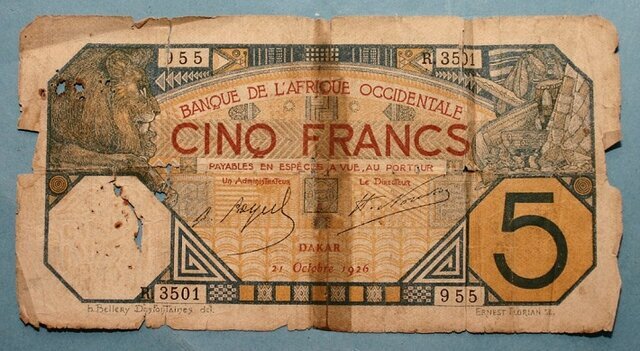 955 R.3501
BANQUE DE L'AFRIQUE OCCIDENTALE
CINQ FRANCS
PAYABLES EN ESPÈCES A VUE, AU PORTEUR
Un Administrateur Le Directeur
DAKAR
21 Octobre 1926
5
R.3501 955
G. Bellery Desfontaines del. Ernest Florian sc.